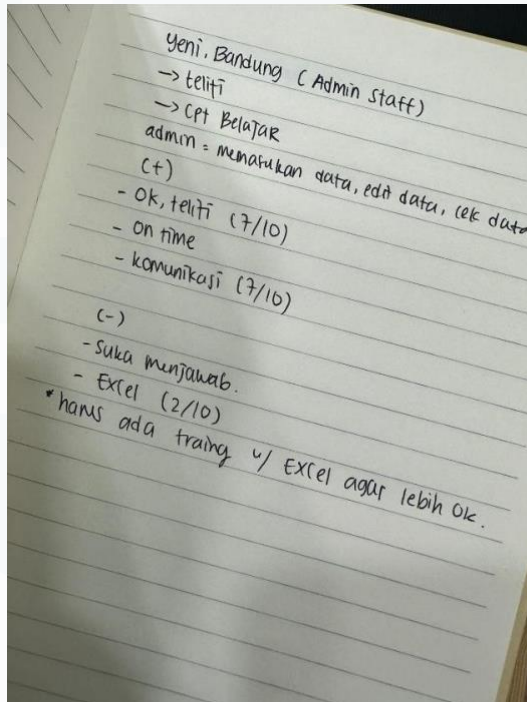 Yeni, Bandung (Admin Staff)
→ teliti
→ Cpt Belajar
admin = memasukan data, edit data, cek data
(+)
- Ok, teliti (7/10)
- On time
- komunikasi (7/10)
(-)
- Suka menjawab.
- Excel (2/10)
* harus ada traing u/ Excel agar lebih ok.